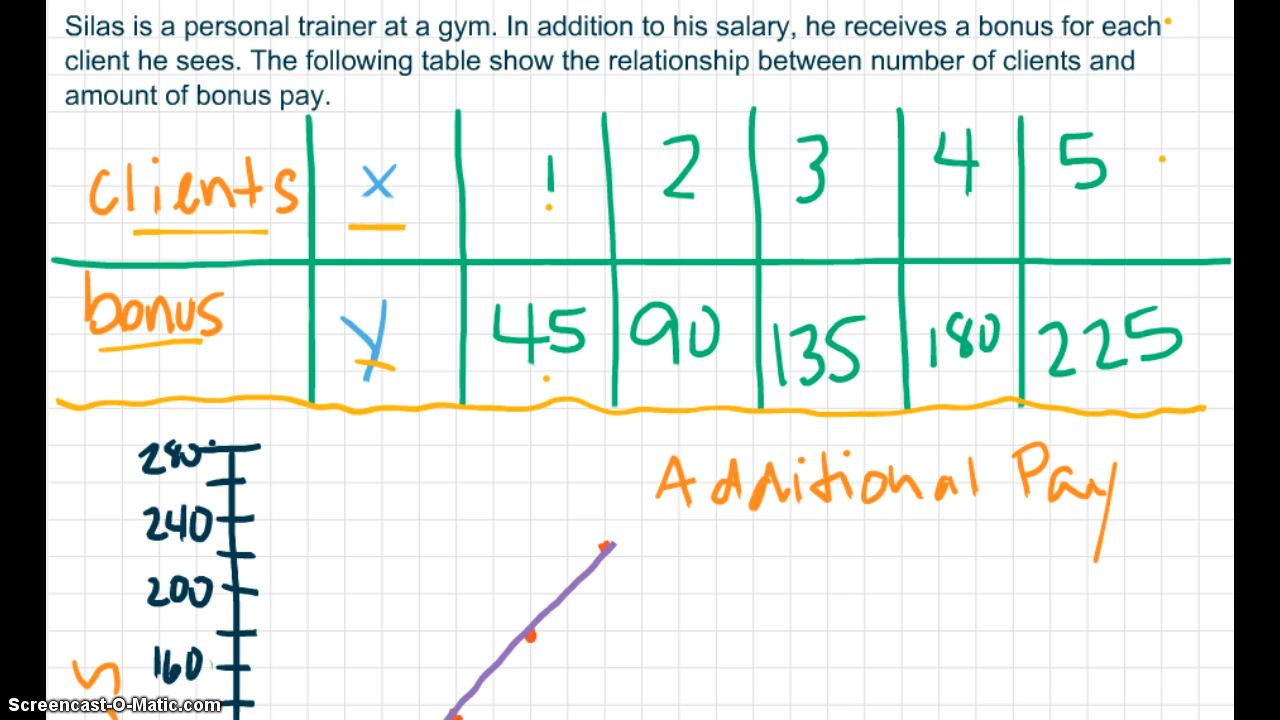 Silas is a personal trainer at a gym. In addition to his salary, he receives a bonus for each
client he sees. The following table show the relationship between number of clients and
amount of bonus pay.
clients x 1 2 3 4 5
bonus y 45 90 135 180 225
Additional Pay
280
240
200
160
Screencast-O-Matic.com